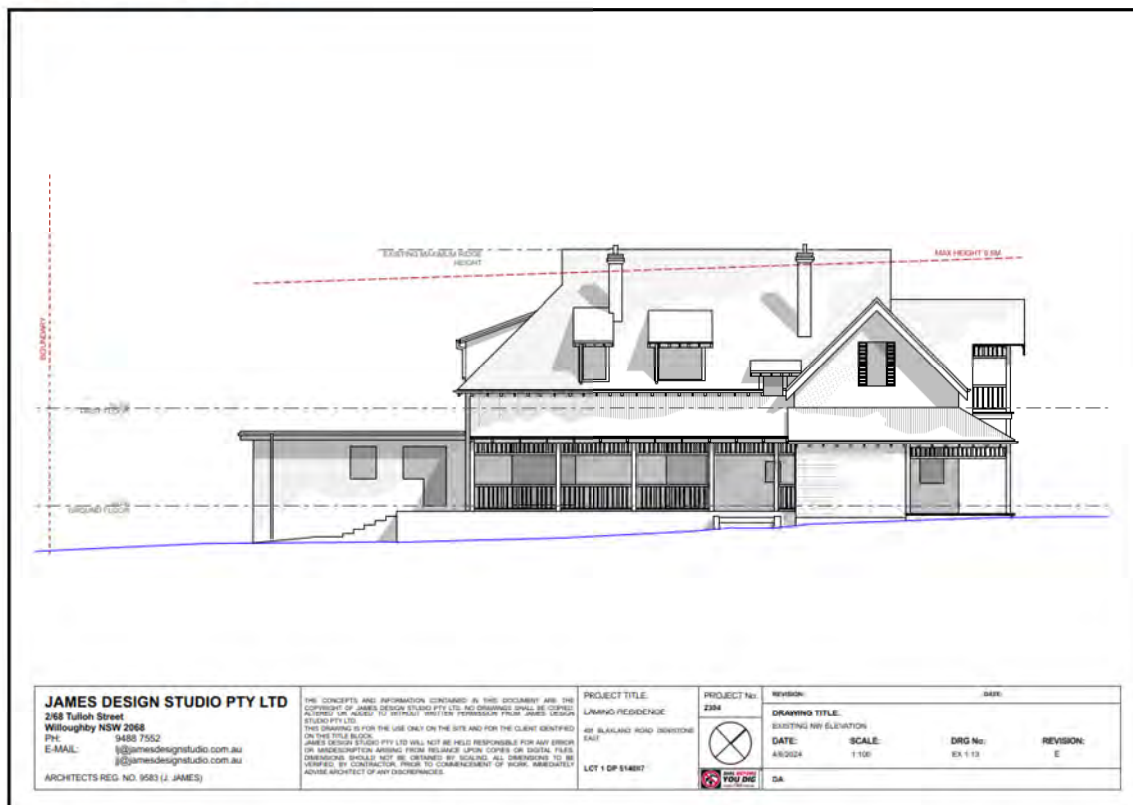 EXISTING MAXIMUM RIDGE
HEIGHT
MAX HEIGHT
BOUNDARY
FIRST FLOOR
GROUND FLOOR
JAMES DESIGN STUDIO PTY LTD
2/68 Tulloh Street
Willoughby NSW 2068
PH: 9488 7552
E-MAIL: lj@jamesdesignstudio.com.au
jj@jamesdesignstudio.com.au
ARCHITECTS REG. NO. 9583 (J. JAMES)
THE CONCEPTS AND INFORMATION CONTAINED IN THIS DOCUMENT ARE THE
COPYRIGHT OF JAMES DESIGN STUDIO PTY LTD. NO DRAWINGS SHALL BE COPIED,
ALTERED OR ADDED TO WITHOUT WRITTEN PERMISSION FROM JAMES DESIGN
STUDIO PTY LTD.
THIS DRAWING IS FOR THE USE ONLY ON THE SITE AND FOR THE CLIENT IDENTIFIED
ON THIS TITLE BLOCK.
JAMES DESIGN STUDIO PTY LTD WILL NOT BE HELD RESPONSIBLE FOR ANY ERROR
OR MISDESCRIPTION ARISING FROM RELIANCE UPON COPIES OR DIGITAL FILES.
DIMENSIONS SHOULD NOT BE OBTAINED BY SCALING. ALL DIMENSIONS TO BE
VERIFIED BY CONTRACTOR, PRIOR TO COMMENCEMENT OF WORK. IMMEDIATELY
ADVISE ARCHITECT OF ANY DISCREPANCIES.
PROJECT TITLE.
LAMING RESIDENCE
BLAXLAND ROAD DENISTONE
EAST
LOT 1 DP
PROJECT No.
2304
DIAL BEFORE
YOU DIG
REVISION: DATE:
DRAWING TITLE.
EXISTING NW ELEVATION
DATE: SCALE: DRG No: REVISION:
4/9/2024 1:100 EX 1-13 E
DA